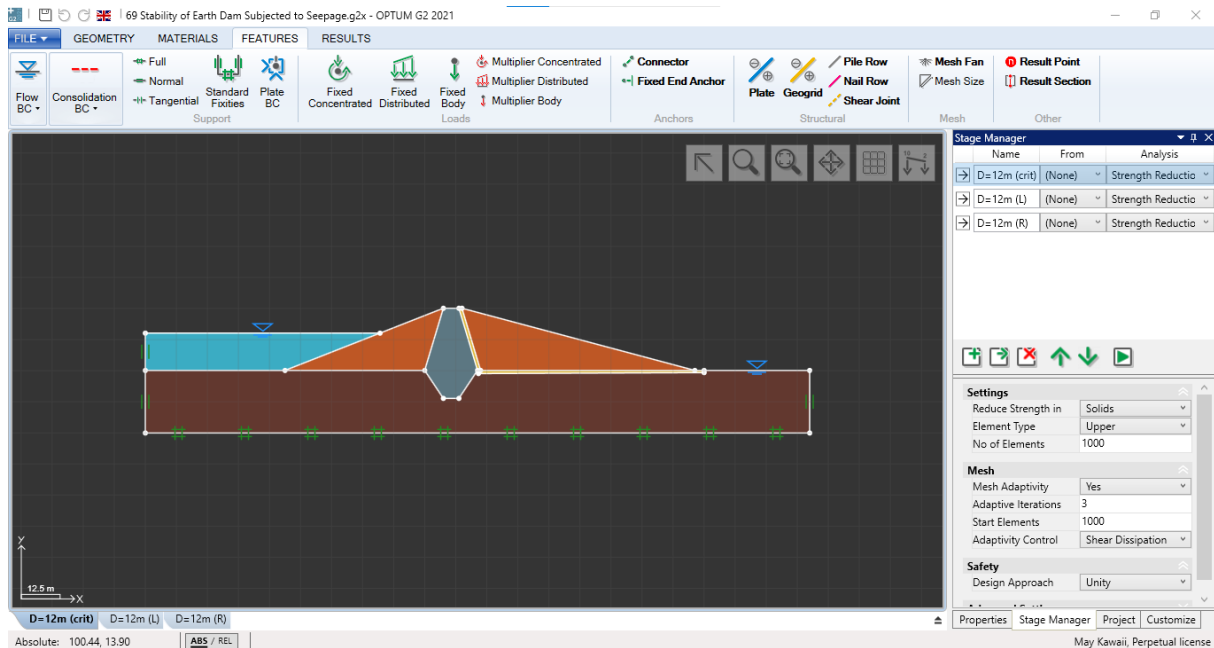 69 Stability of Earth Dam Subjected to Seepage.g2x - OPTUM G2 2021
FILE GEOMETRY MATERIALS FEATURES RESULTS
Flow BC
Consolidation BC
Full
Normal
Tangential
Standard Fixities
Plate BC
Support
Fixed Concentrated
Fixed Distributed
Fixed Body
Multiplier Concentrated
Multiplier Distributed
Multiplier Body
Loads
Connector
Fixed End Anchor
Anchors
Plate
Geogrid
Pile Row
Nail Row
Shear Joint
Structural
Mesh Fan
Mesh Size
Mesh
Result Point
Result Section
Other
Stage Manager
Name From Analysis
D=12m (crit) (None) Strength Reductio
D=12m (L) (None) Strength Reductio
D=12m (R) (None) Strength Reductio
Settings
Reduce Strength in Solids
Element Type Upper
No of Elements 1000
Mesh
Mesh Adaptivity Yes
Adaptive Iterations 3
Start Elements 1000
Adaptivity Control Shear Dissipation
Safety
Design Approach Unity
Y
12.5 m
X
D=12m (crit) D=12m (L) D=12m (R)
Properties Stage Manager Project Customize
Absolute: 100.44, 13.90 ABS / REL
May Kawaii, Perpetual license